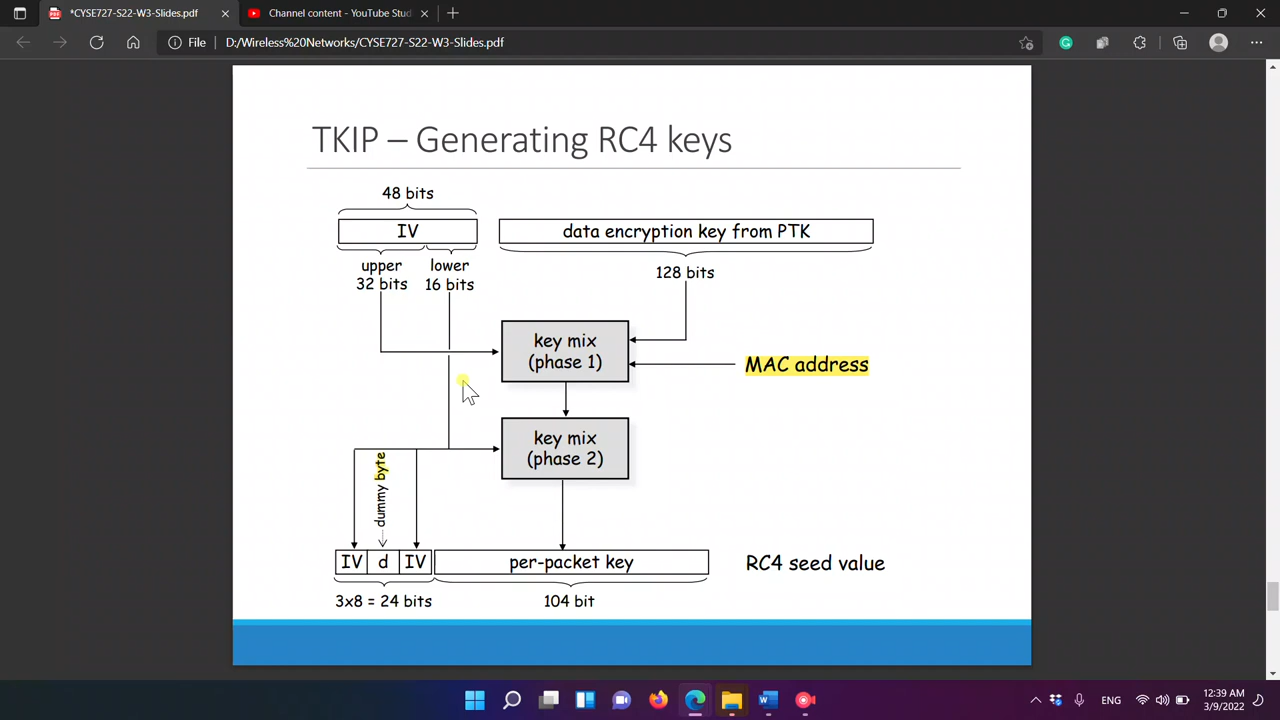 *CYSE727-S22-W3-Slides.pdf
Channel content - YouTube Stud
File
D:/Wireless%20Networks/CYSE727-S22-W3-Slides.pdf
TKIP – Generating RC4 keys
48 bits
IV
data encryption key from PTK
upper
32 bits
lower
16 bits
128 bits
key mix
(phase 1)
MAC address
key mix
(phase 2)
dummy byte
IV d IV
per-packet key
RC4 seed value
3x8 = 24 bits
104 bit
ENG
12:39 AM
3/9/2022